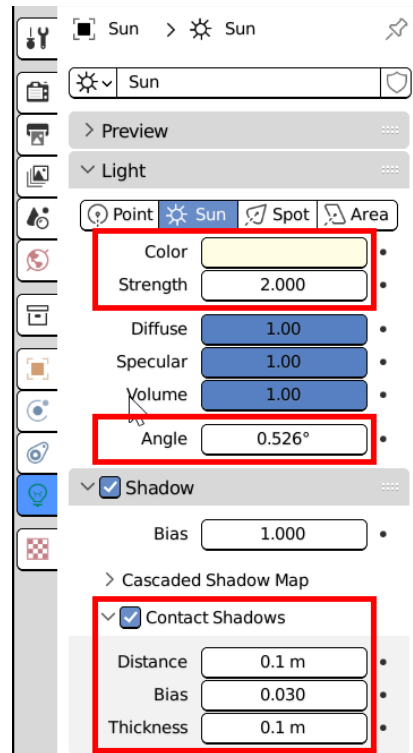 Sun > Sun
Sun
> Preview
Light
Point Sun Spot Area
Color
Strength 2.000
Diffuse 1.00
Specular 1.00
Volume 1.00
Angle 0.526°
Shadow
Bias 1.000
> Cascaded Shadow Map
Contact Shadows
Distance 0.1 m
Bias 0.030
Thickness 0.1 m